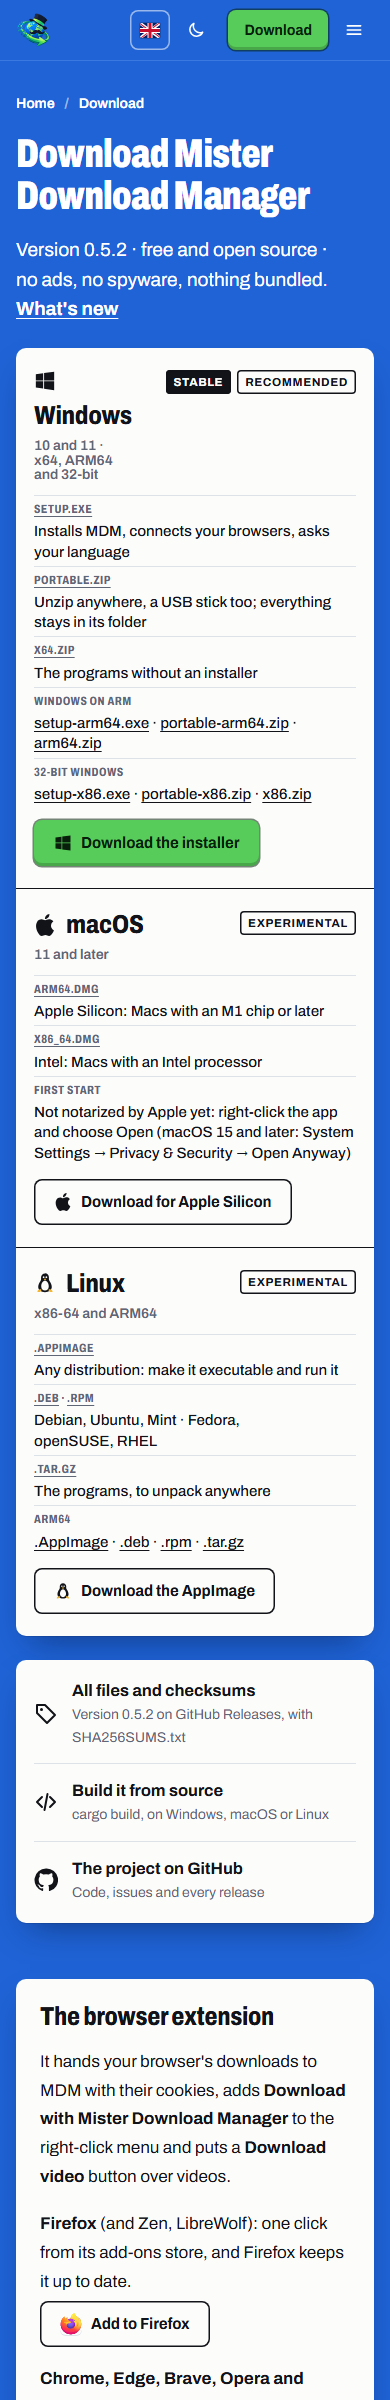 Download
Home / Download
Download Mister
Download Manager
Version 0.5.2 · free and open source ·
no ads, no spyware, nothing bundled.
What's new
STABLE RECOMMENDED
Windows
10 and 11 ·
x64, ARM64
and 32-bit
SETUP.EXE
Installs MDM, connects your browsers, asks
your language
PORTABLE.ZIP
Unzip anywhere, a USB stick too; everything
stays in its folder
X64.ZIP
The programs without an installer
WINDOWS ON ARM
setup-arm64.exe · portable-arm64.zip ·
arm64.zip
32-BIT WINDOWS
setup-x86.exe · portable-x86.zip · x86.zip
Download the installer
macOS EXPERIMENTAL
11 and later
ARM64.DMG
Apple Silicon: Macs with an M1 chip or later
X86_64.DMG
Intel: Macs with an Intel processor
FIRST START
Not notarized by Apple yet: right-click the app
and choose Open (macOS 15 and later: System
Settings → Privacy & Security → Open Anyway)
Download for Apple Silicon
Linux EXPERIMENTAL
x86-64 and ARM64
.APPIMAGE
Any distribution: make it executable and run it
.DEB · .RPM
Debian, Ubuntu, Mint · Fedora,
openSUSE, RHEL
.TAR.GZ
The programs, to unpack anywhere
ARM64
.AppImage · .deb · .rpm · .tar.gz
Download the AppImage
All files and checksums
Version 0.5.2 on GitHub Releases, with
SHA256SUMS.txt
Build it from source
cargo build, on Windows, macOS or Linux
The project on GitHub
Code, issues and every release
The browser extension
It hands your browser's downloads to
MDM with their cookies, adds Download
with Mister Download Manager to the
right-click menu and puts a Download
video button over videos.
Firefox (and Zen, LibreWolf): one click
from its add-ons store, and Firefox keeps
it up to date.
Add to Firefox
Chrome, Edge, Brave, Opera and